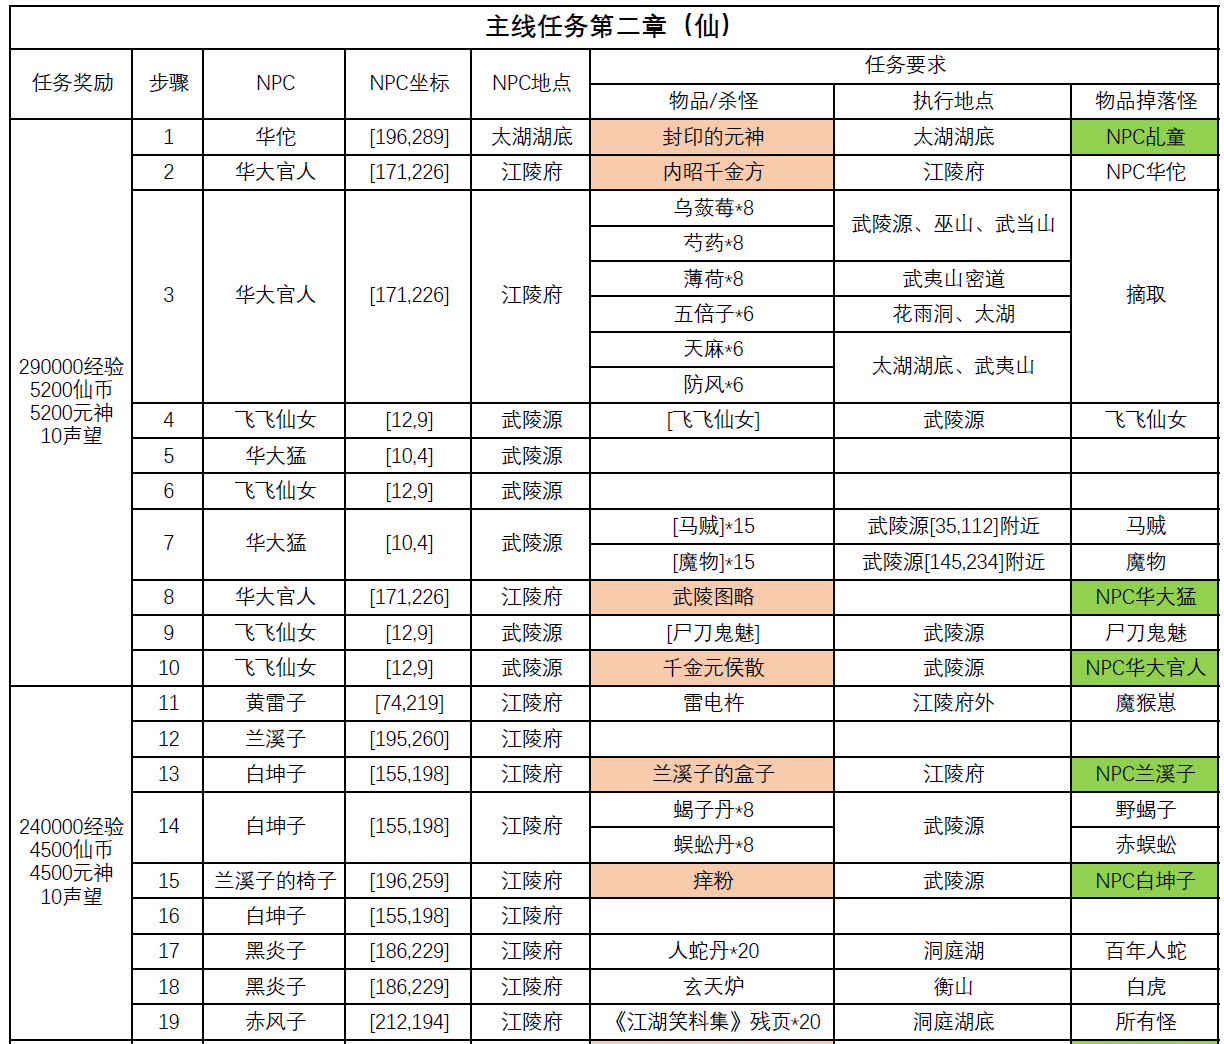 主线任务第二章（仙）
任务奖励 步骤 NPC NPC坐标 NPC地点 任务要求
物品/杀怪 执行地点 物品掉落怪
290000经验
5200仙币
5200元神
10声望
1 华佗 [196,289] 太湖湖底 封印的元神 太湖湖底 NPC乩童
2 华大官人 [171,226] 江陵府 内昭千金方 江陵府 NPC华佗
3 华大官人 [171,226] 江陵府 乌蔹莓*8 武陵源、巫山、武当山 摘取
芍药*8
薄荷*8 武夷山密道
五倍子*6 花雨洞、太湖
天麻*6 太湖湖底、武夷山
防风*6
4 飞飞仙女 [12,9] 武陵源 [飞飞仙女] 武陵源 飞飞仙女
5 华大猛 [10,4] 武陵源
6 飞飞仙女 [12,9] 武陵源
7 华大猛 [10,4] 武陵源 [马贼]*15 武陵源[35,112]附近 马贼
[魔物]*15 武陵源[145,234]附近 魔物
8 华大官人 [171,226] 江陵府 武陵图略 NPC华大猛
9 飞飞仙女 [12,9] 武陵源 [尸刀鬼魅] 武陵源 尸刀鬼魅
10 飞飞仙女 [12,9] 武陵源 千金元侯散 武陵源 NPC华大官人
240000经验
4500仙币
4500元神
10声望
11 黄雷子 [74,219] 江陵府 雷电杵 江陵府外 魔猴崽
12 兰溪子 [195,260] 江陵府
13 白坤子 [155,198] 江陵府 兰溪子的盒子 江陵府 NPC兰溪子
14 白坤子 [155,198] 江陵府 蝎子丹*8 武陵源 野蝎子
蜈蚣丹*8 赤蜈蚣
15 兰溪子的椅子 [196,259] 江陵府 痒粉 武陵源 NPC白坤子
16 白坤子 [155,198] 江陵府
17 黑炎子 [186,229] 江陵府 人蛇丹*20 洞庭湖 百年人蛇
18 黑炎子 [186,229] 江陵府 玄天炉 衡山 白虎
19 赤风子 [212,194] 江陵府 《江湖笑料集》残页*20 洞庭湖底 所有怪